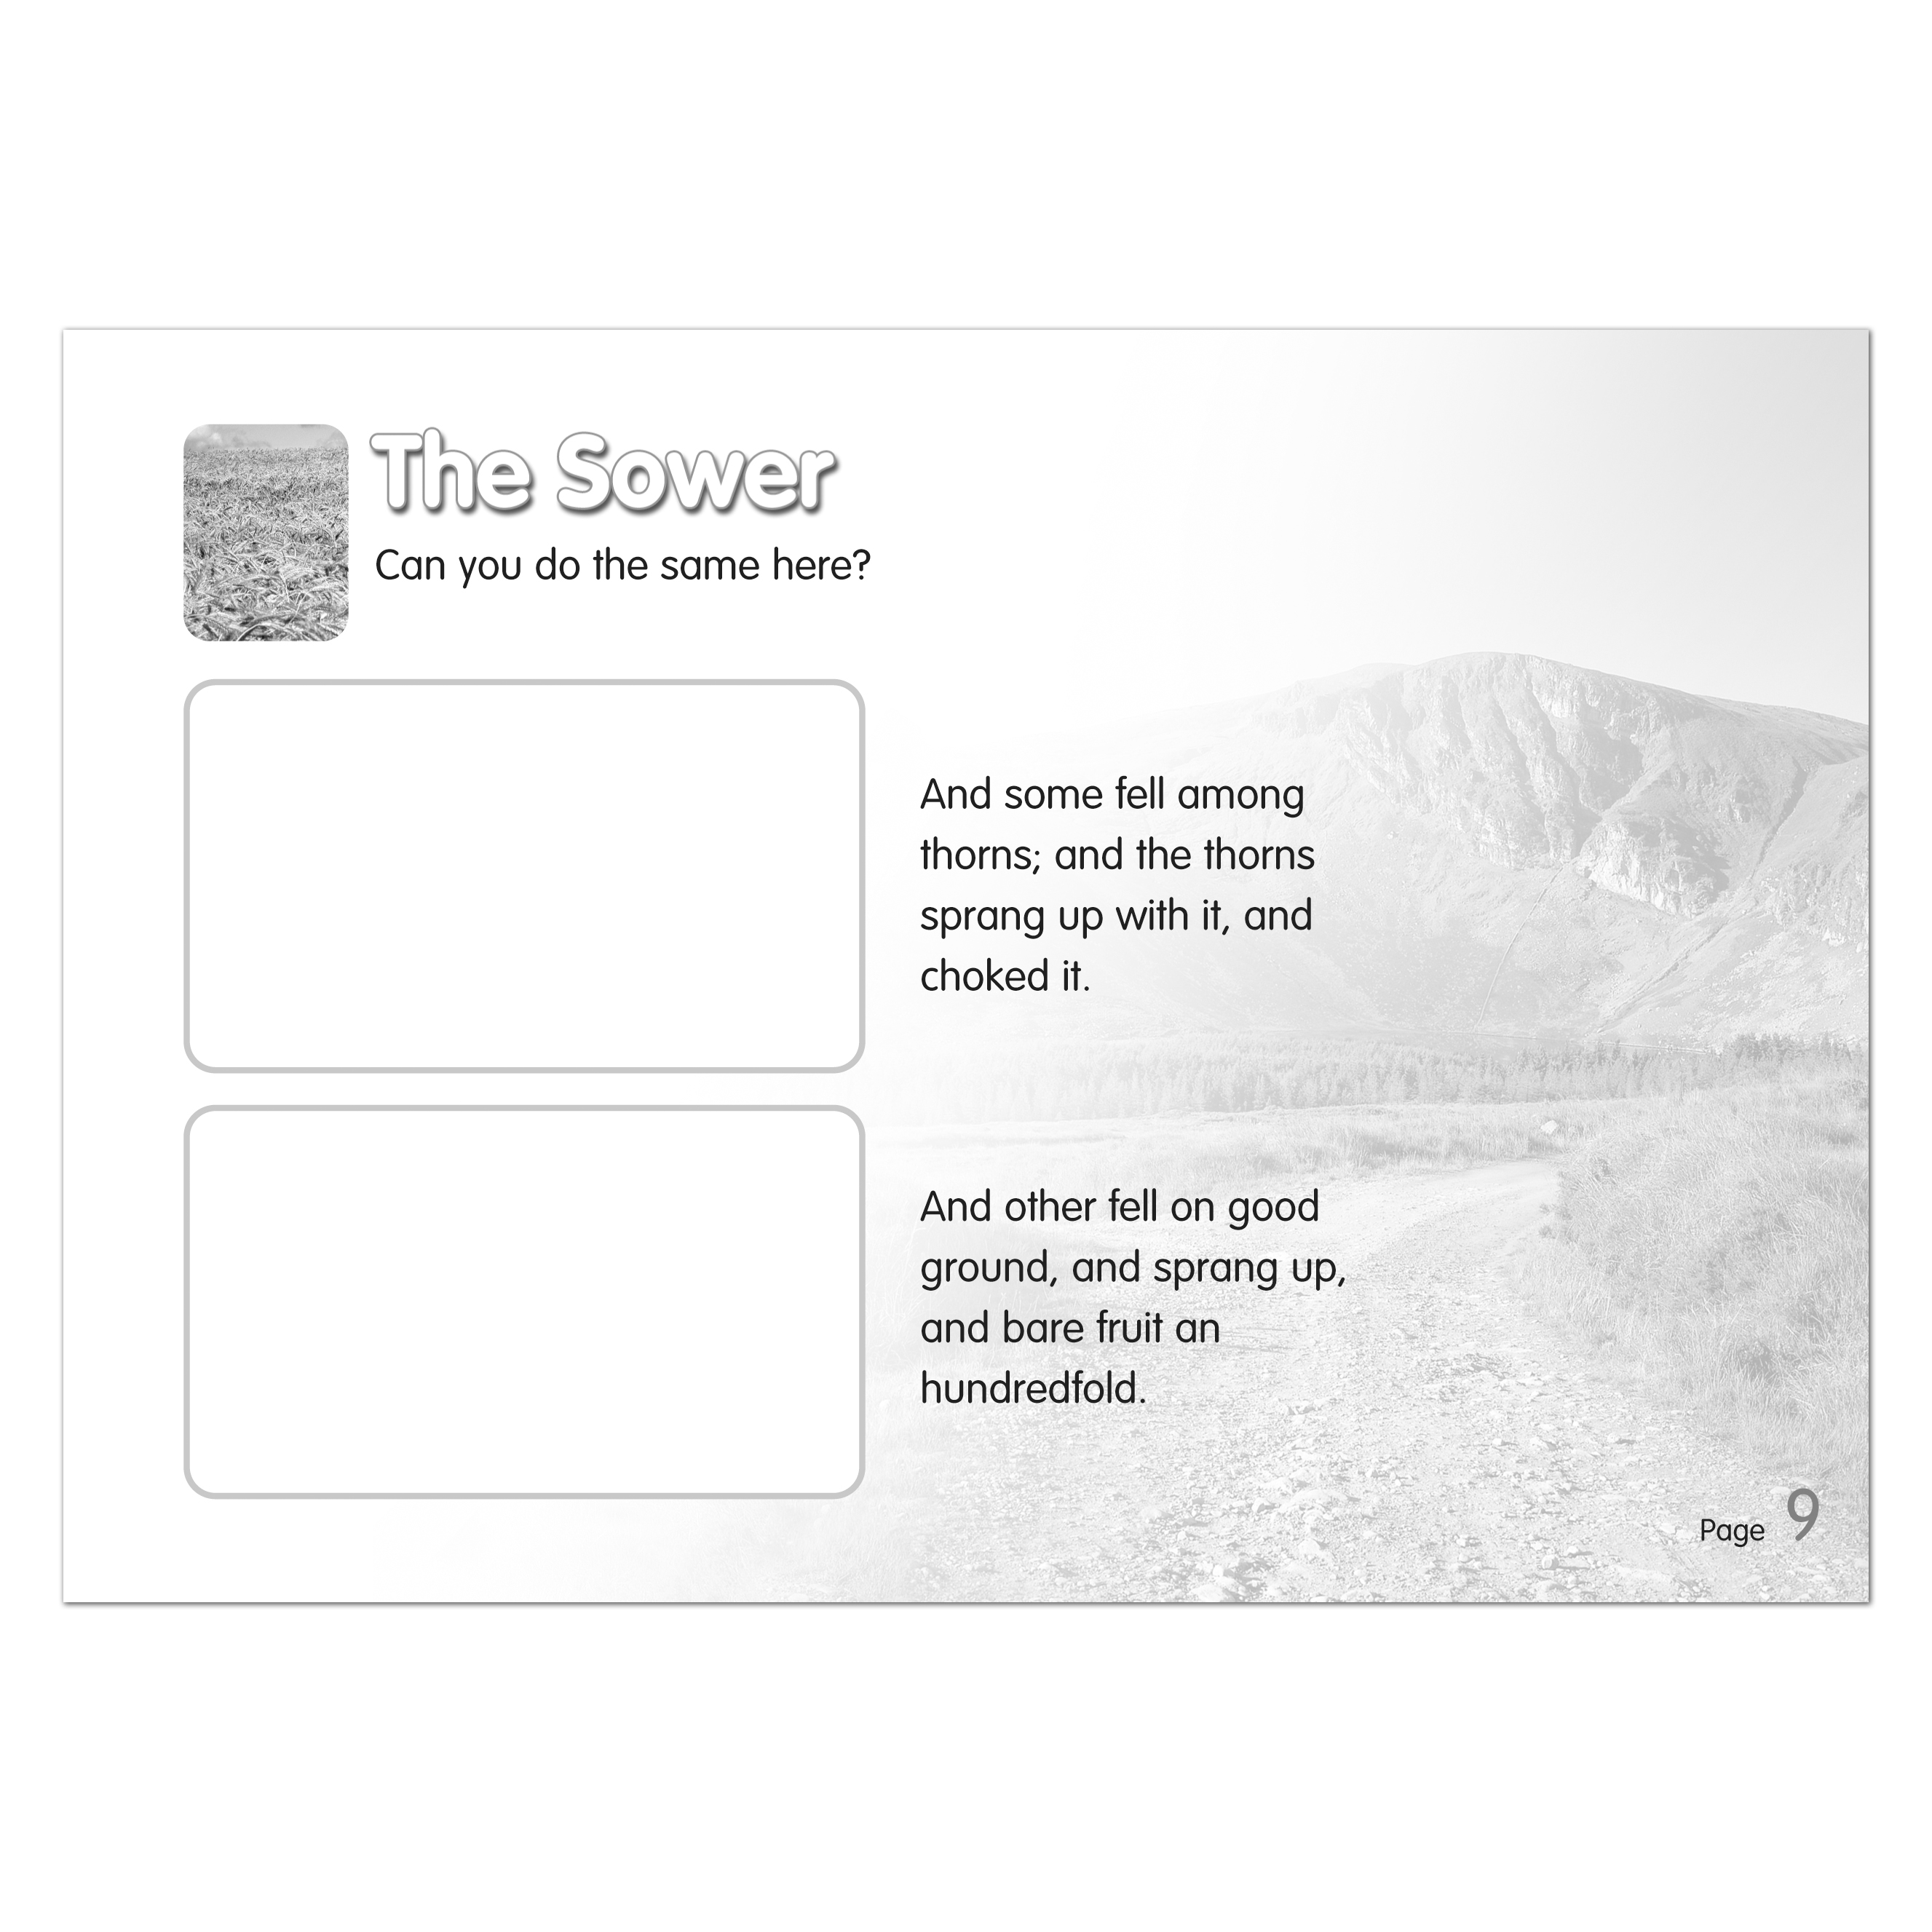 The Sower
Can you do the same here?
And some fell among
thorns; and the thorns
sprang up with it, and
choked it.
And other fell on good
ground, and sprang up,
and bare fruit an
hundredfold.
Page 9